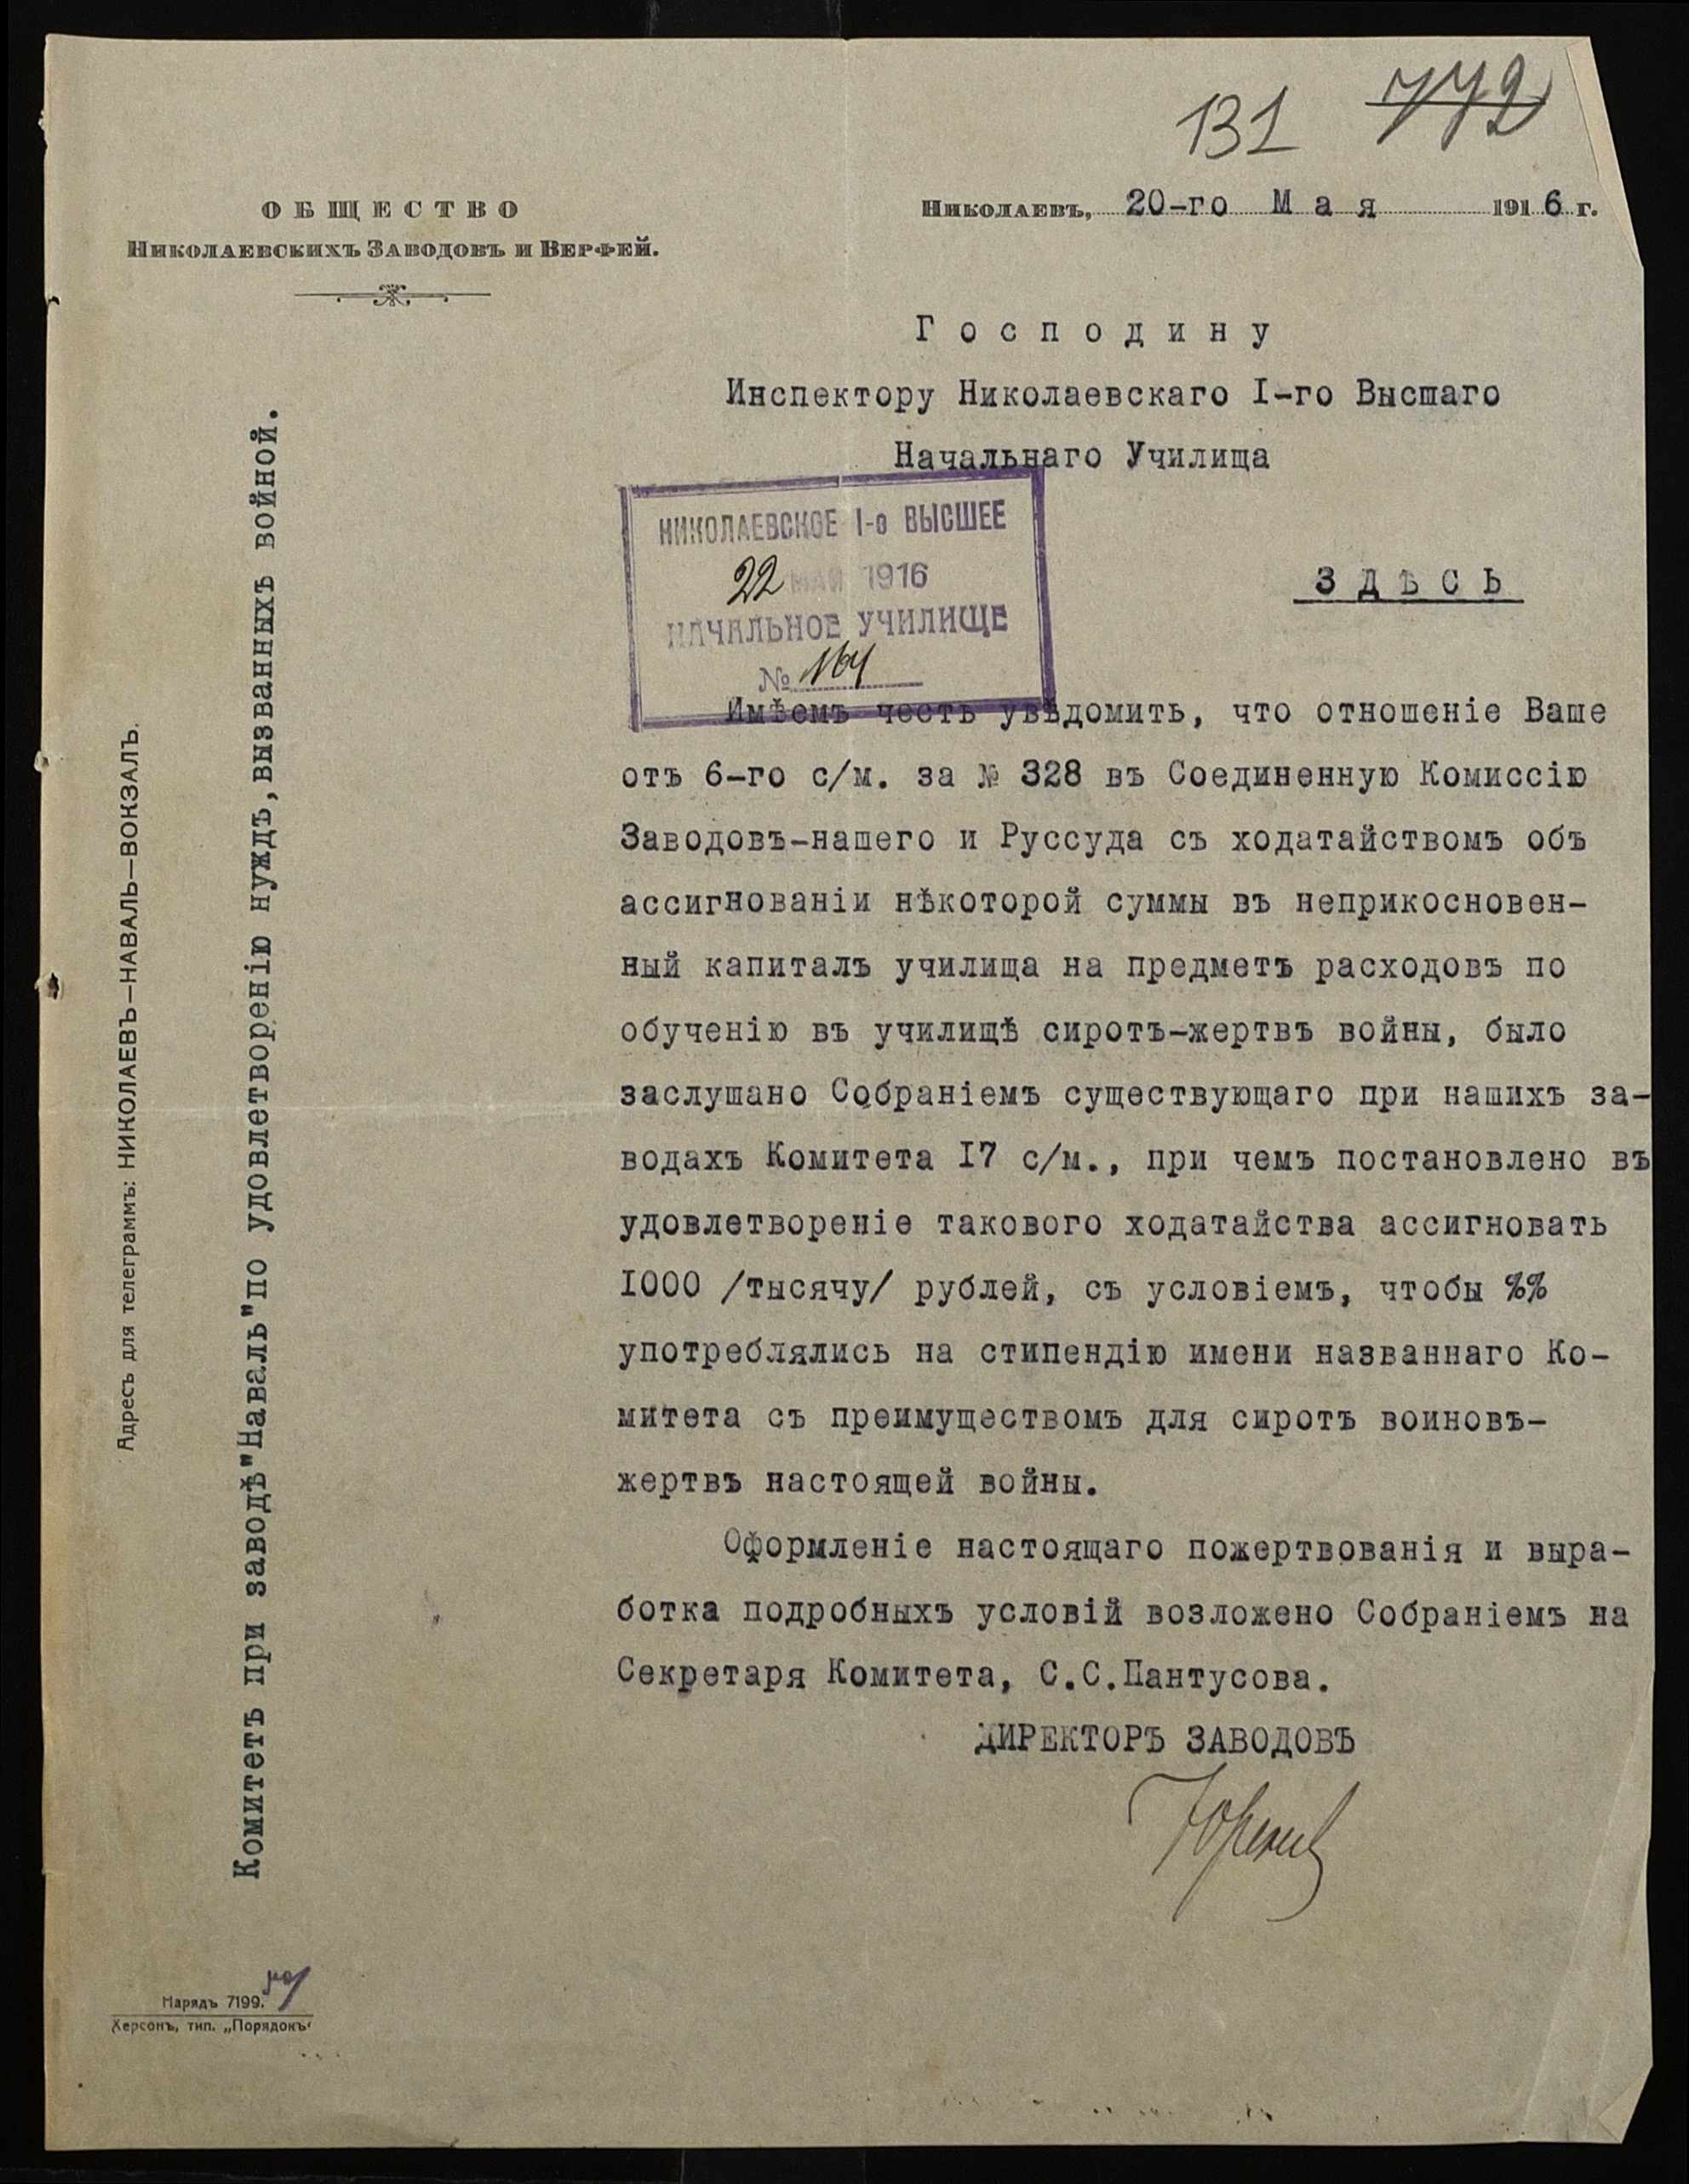 131 772
ОБЩЕСТВО
Николаевскихъ Заводовъ и Верфей.
Николаевъ, 20-го Мая 1916 г.
Господину
Инспектору Николаевскаго I-го Высшаго
Начальнаго Училища
НИКОЛАЕВСКОЕ I-е ВЫСШЕЕ
22 МАЙ 1916
НАЧАЛЬНОЕ УЧИЛИЩЕ
№ 164
ЗДѢСЬ
Имѣемъ честь увѣдомить, что отношеніе Ваше
отъ 6-го с/м. за № 328 въ Соединенную Комиссію
Заводовъ-нашего и Руссуда съ ходатайствомъ объ
ассигнованіи нѣкоторой суммы въ неприкосновен-
ный капиталъ училища на предметъ расходовъ по
обученію въ училищѣ сиротъ-жертвъ войны, было
заслушано Собраніемъ существующаго при нашихъ за-
водахъ Комитета I7 с/м., при чемъ постановлено въ
удовлетвореніе такового ходатайства ассигновать
I000 /тысячу/ рублей, съ условіемъ, чтобы %%
употреблялись на стипендію имени названнаго Ко-
митета съ преимуществомъ для сиротъ воиновъ-
жертвъ настоящей войны.
Оформленіе настоящаго пожертвованія и выра-
ботка подробныхъ условій возложено Собраніемъ на
Секретаря Комитета, С.С.Пантусова.
ДИРЕКТОРЪ ЗАВОДОВЪ
Комитетъ при заводѣ"Наваль"по удовлетворенію нуждъ,вызванныхъ войной.
Адресъ для телеграммъ: НИКОЛАЕВЪ—НАВАЛЬ—ВОКЗАЛЪ.
Нарядъ 7199.
Херсонъ, тип. „Порядокъ“